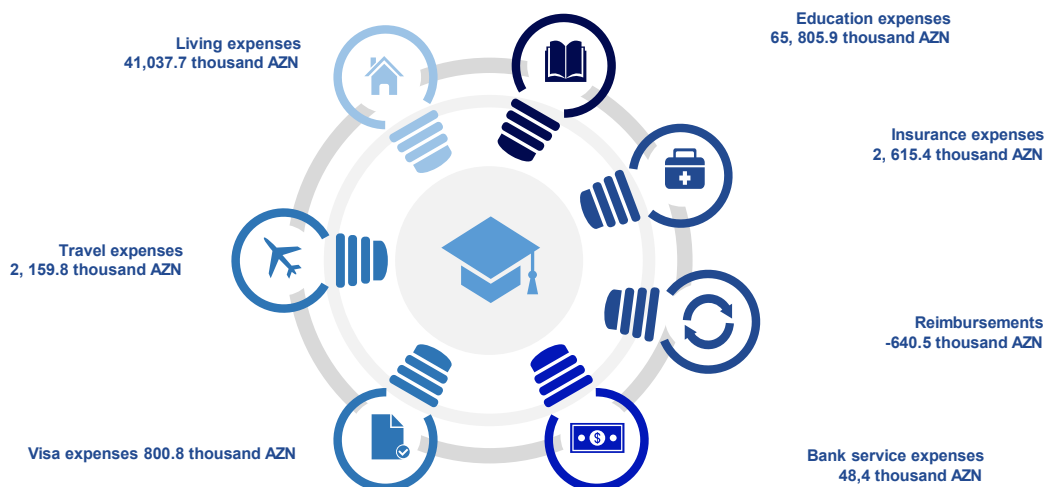 Education expenses
65, 805.9 thousand AZN
Living expenses
41,037.7 thousand AZN
Insurance expenses
2, 615.4 thousand AZN
Travel expenses
2, 159.8 thousand AZN
Reimbursements
-640.5 thousand AZN
Visa expenses 800.8 thousand AZN
Bank service expenses
48,4 thousand AZN
$